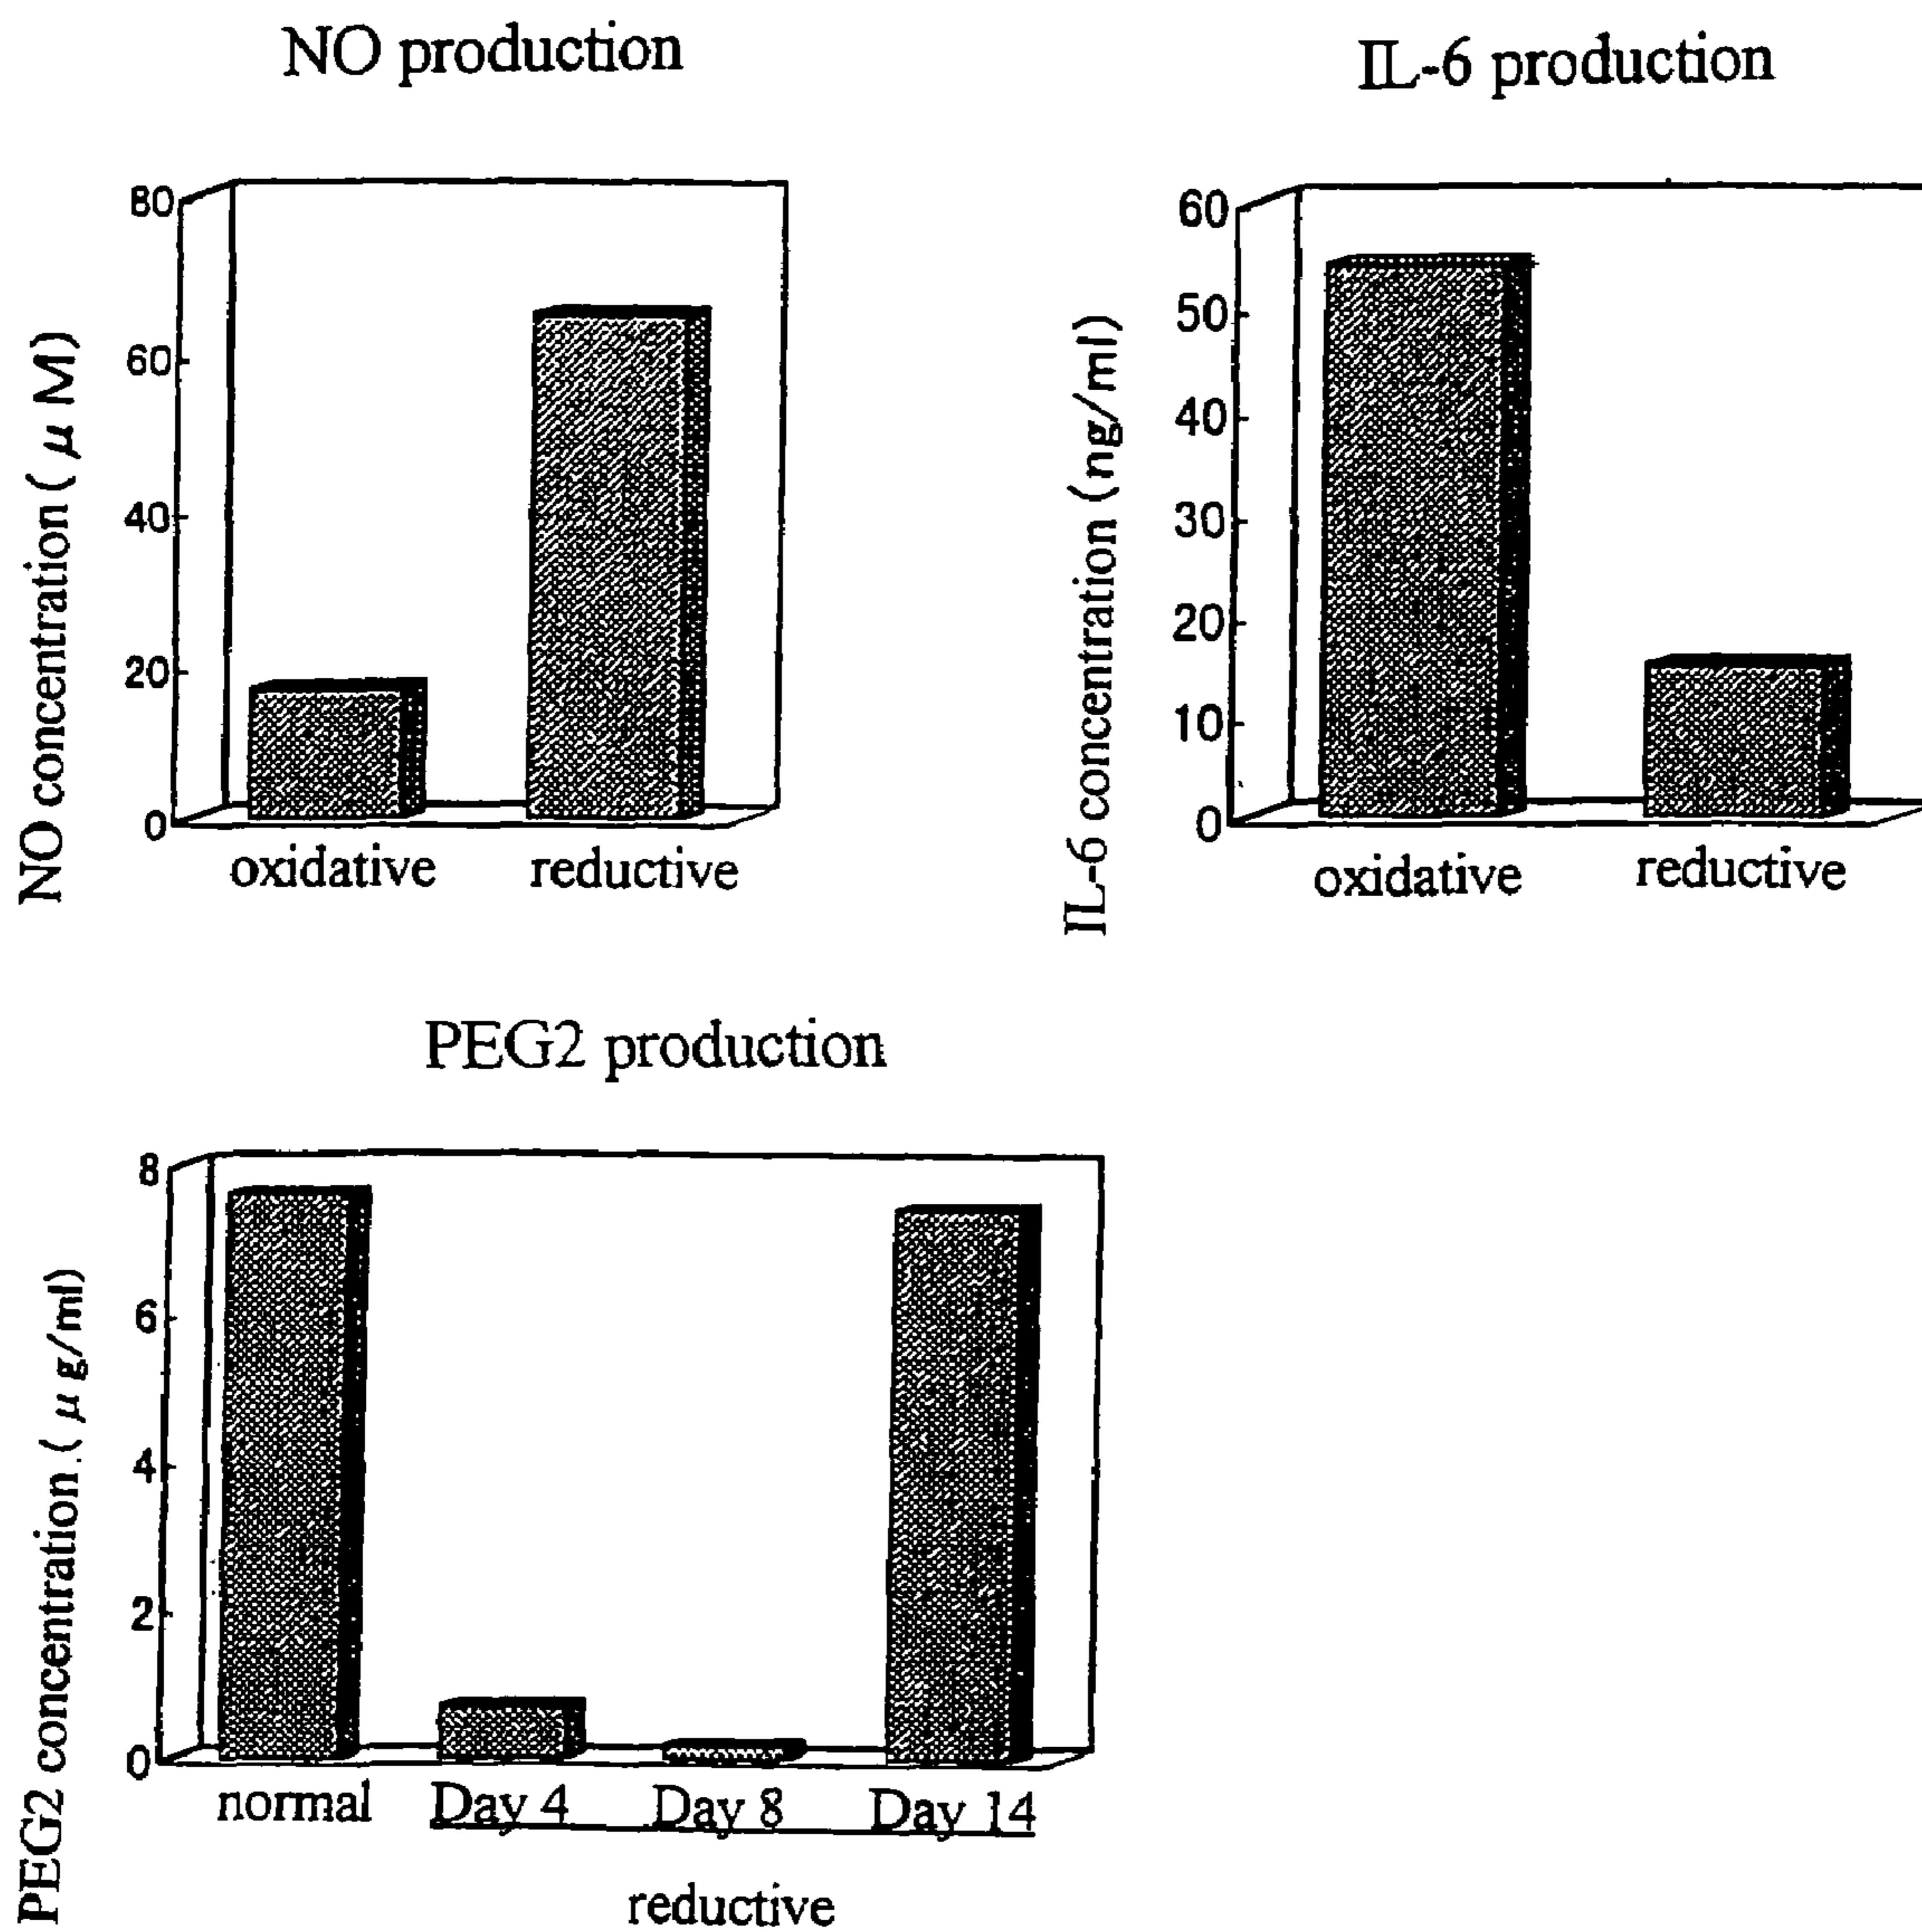 NO production
NO concentration ( μ M)
80
60
40
20
0
oxidative reductive
IL-6 production
IL-6 concentration (ng/ml)
60
50
40
30
20
10
0
oxidative reductive
PEG2 production
PEG2 concentration.( μ g/ml)
8
6
4
2
0
normal Day 4 Day 8 Day 14
reductive